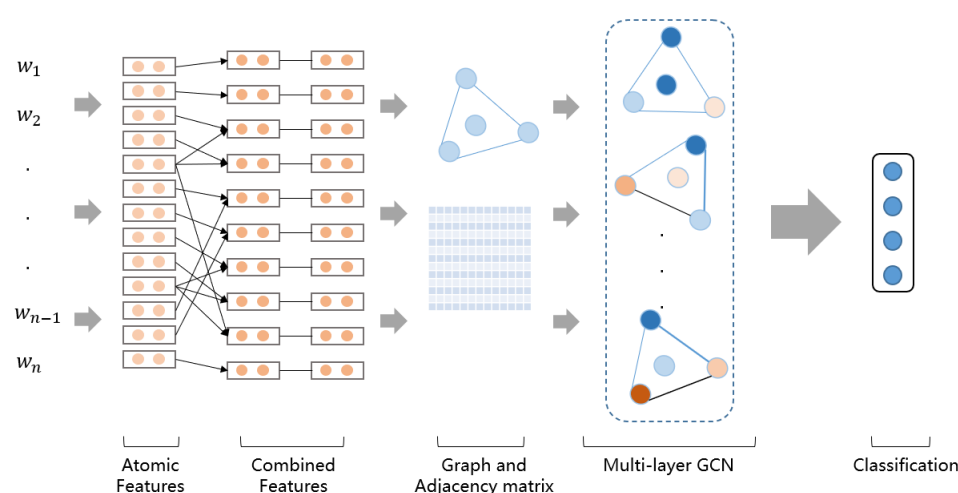 w₁
w₂
.
.
.
wₙ₋₁
wₙ
.
.
.
Atomic
Features
Combined
Features
Graph and
Adjacency matrix
Multi-layer GCN
Classification